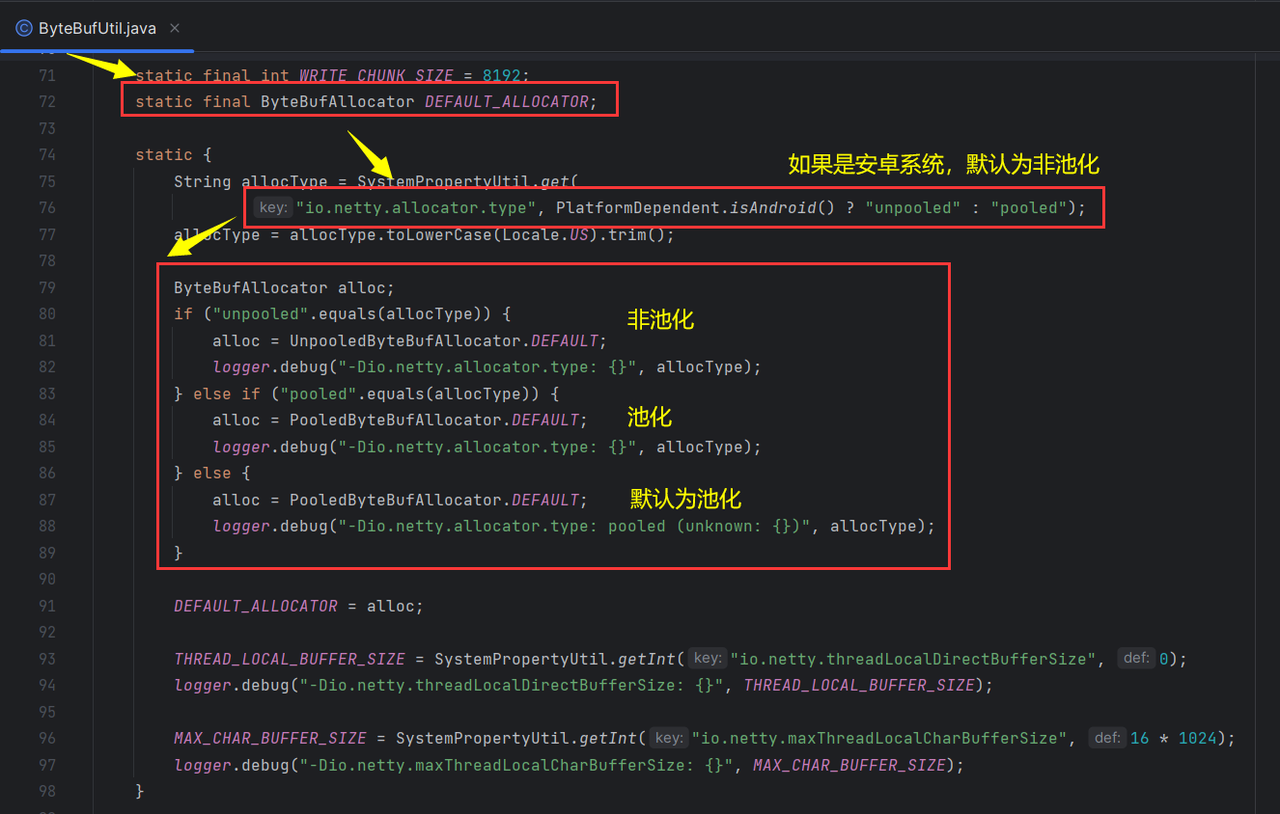 ByteBufUtil.java
71 static final int WRITE_CHUNK_SIZE = 8192;
72 static final ByteBufAllocator DEFAULT_ALLOCATOR;
73
74 static {
75 String allocType = SystemPropertyUtil.get(
如果是安卓系统，默认为非池化
76 key: "io.netty.allocator.type", PlatformDependent.isAndroid() ? "unpooled" : "pooled");
77 allocType = allocType.toLowerCase(Locale.US).trim();
78
79 ByteBufAllocator alloc;
80 if ("unpooled".equals(allocType)) {
非池化
81 alloc = UnpooledByteBufAllocator.DEFAULT;
82 logger.debug("-Dio.netty.allocator.type: {}", allocType);
83 } else if ("pooled".equals(allocType)) {
84 alloc = PooledByteBufAllocator.DEFAULT;
池化
85 logger.debug("-Dio.netty.allocator.type: {}", allocType);
86 } else {
87 alloc = PooledByteBufAllocator.DEFAULT;
默认为池化
88 logger.debug("-Dio.netty.allocator.type: pooled (unknown: {})", allocType);
89 }
90
91 DEFAULT_ALLOCATOR = alloc;
92
93 THREAD_LOCAL_BUFFER_SIZE = SystemPropertyUtil.getInt( key: "io.netty.threadLocalDirectBufferSize", def: 0);
94 logger.debug("-Dio.netty.threadLocalDirectBufferSize: {}", THREAD_LOCAL_BUFFER_SIZE);
95
96 MAX_CHAR_BUFFER_SIZE = SystemPropertyUtil.getInt( key: "io.netty.maxThreadLocalCharBufferSize", def: 16 * 1024);
97 logger.debug("-Dio.netty.maxThreadLocalCharBufferSize: {}", MAX_CHAR_BUFFER_SIZE);
98 }